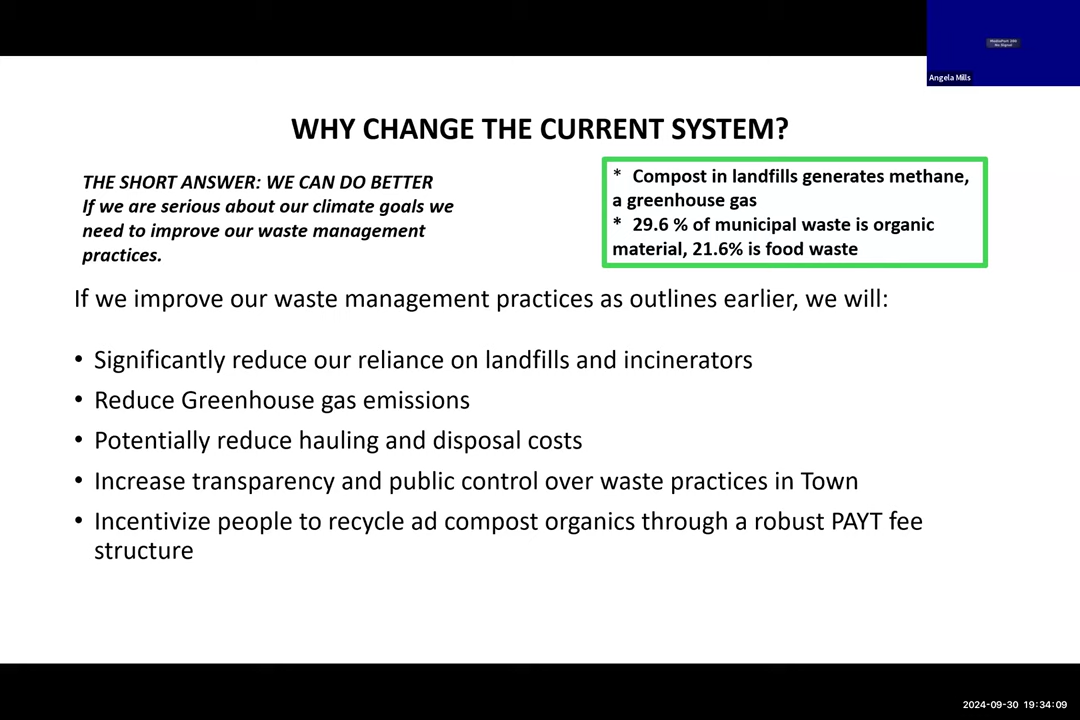 Angela Mills
WHY CHANGE THE CURRENT SYSTEM?
THE SHORT ANSWER: WE CAN DO BETTER
If we are serious about our climate goals we
need to improve our waste management
practices.
* Compost in landfills generates methane,
a greenhouse gas
* 29.6 % of municipal waste is organic
material, 21.6% is food waste
If we improve our waste management practices as outlines earlier, we will:
• Significantly reduce our reliance on landfills and incinerators
• Reduce Greenhouse gas emissions
• Potentially reduce hauling and disposal costs
• Increase transparency and public control over waste practices in Town
• Incentivize people to recycle ad compost organics through a robust PAYT fee
structure
2024-09-30 19:34:09